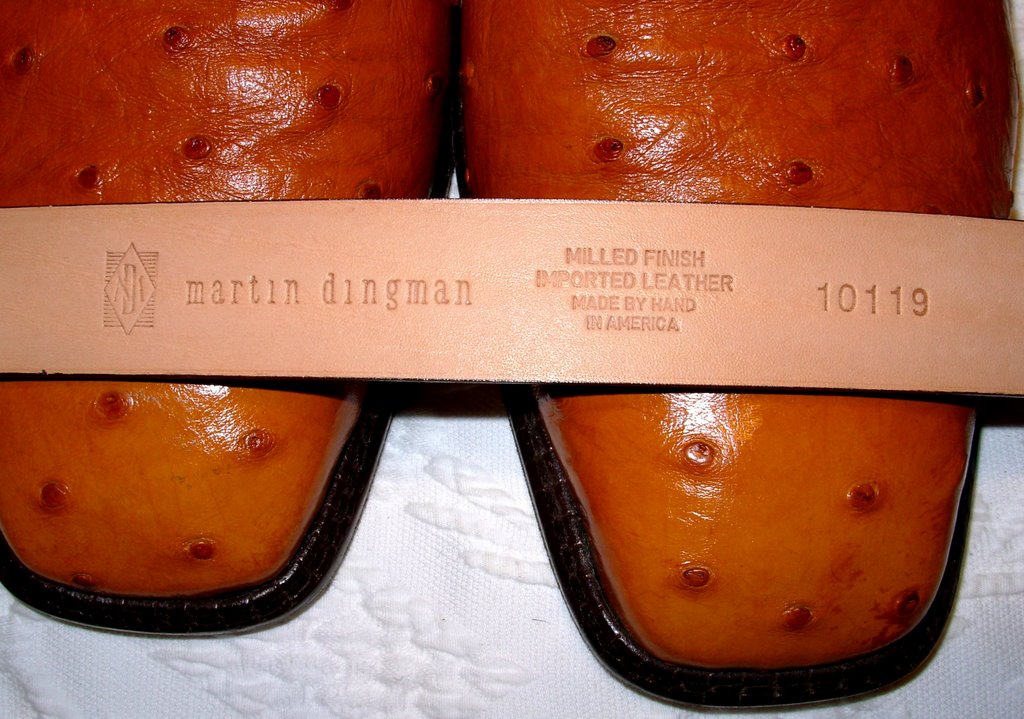 martin dingman
MILLED FINISH
IMPORTED LEATHER
MADE BY HAND
IN AMERICA
10119